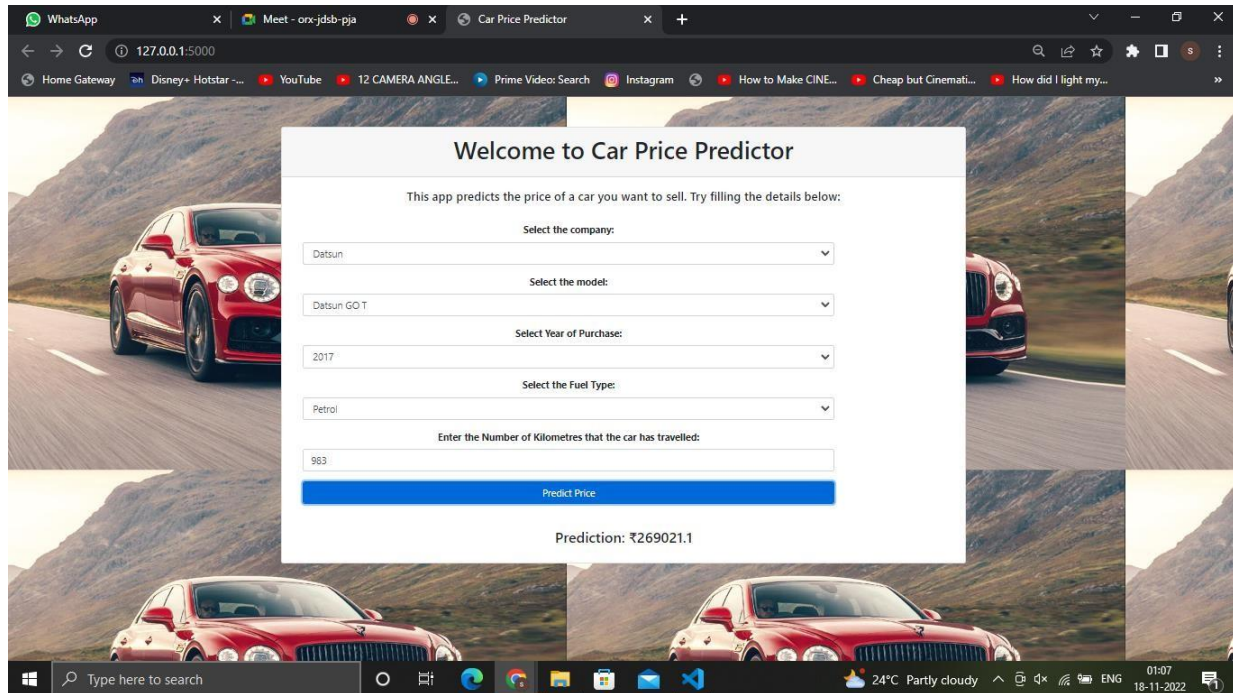 WhatsApp
Meet - orx-jdsb-pja
Car Price Predictor
127.0.0.1:5000
S
Home Gateway
Disney+ Hotstar -...
YouTube
12 CAMERA ANGLE...
Prime Video: Search
Instagram
How to Make CINE...
Cheap but Cinemati...
How did I light my...
»
Welcome to Car Price Predictor
This app predicts the price of a car you want to sell. Try filling the details below:
Select the company:
Datsun
Select the model:
Datsun GO T
Select Year of Purchase:
2017
Select the Fuel Type:
Petrol
Enter the Number of Kilometres that the car has travelled:
983
Predict Price
Prediction: ₹269021.1
Type here to search
24°C Partly cloudy
ENG
01:07
18-11-2022